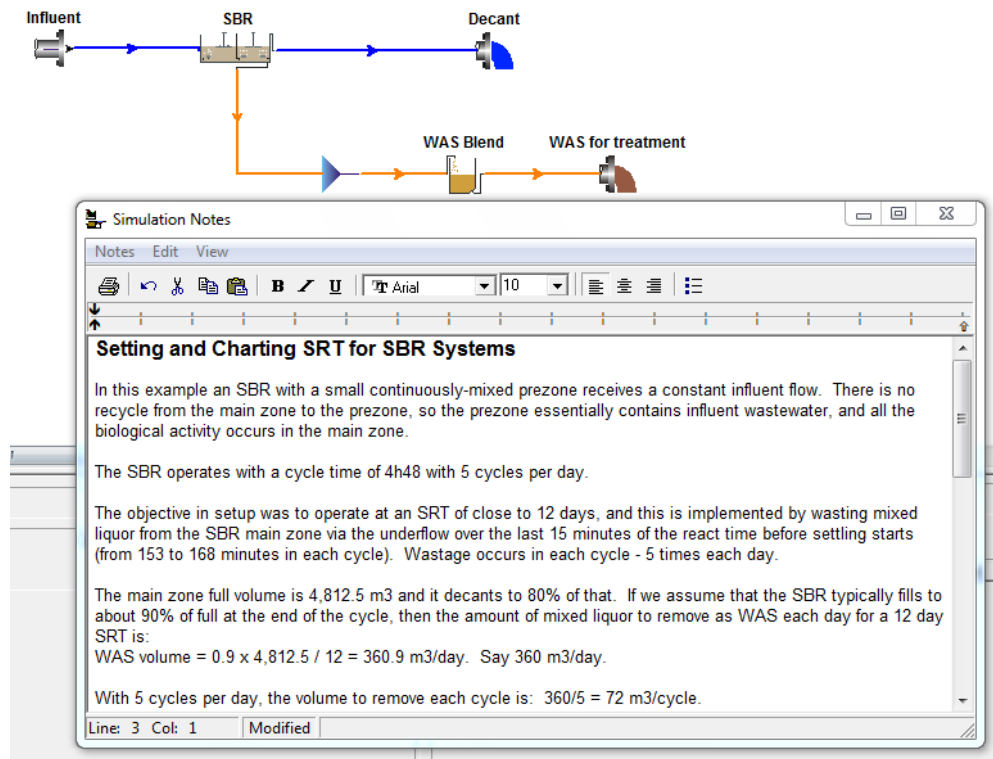 Influent
SBR
Decant
WAS Blend
WAS for treatment
Simulation Notes
Notes Edit View
B I U Arial 10
Setting and Charting SRT for SBR Systems
In this example an SBR with a small continuously-mixed prezone receives a constant influent flow. There is no
recycle from the main zone to the prezone, so the prezone essentially contains influent wastewater, and all the
biological activity occurs in the main zone.
The SBR operates with a cycle time of 4h48 with 5 cycles per day.
The objective in setup was to operate at an SRT of close to 12 days, and this is implemented by wasting mixed
liquor from the SBR main zone via the underflow over the last 15 minutes of the react time before settling starts
(from 153 to 168 minutes in each cycle). Wastage occurs in each cycle - 5 times each day.
The main zone full volume is 4,812.5 m3 and it decants to 80% of that. If we assume that the SBR typically fills to
about 90% of full at the end of the cycle, then the amount of mixed liquor to remove as WAS each day for a 12 day
SRT is:
WAS volume = 0.9 x 4,812.5 / 12 = 360.9 m3/day. Say 360 m3/day.
With 5 cycles per day, the volume to remove each cycle is: 360/5 = 72 m3/cycle.
Line: 3 Col: 1 Modified